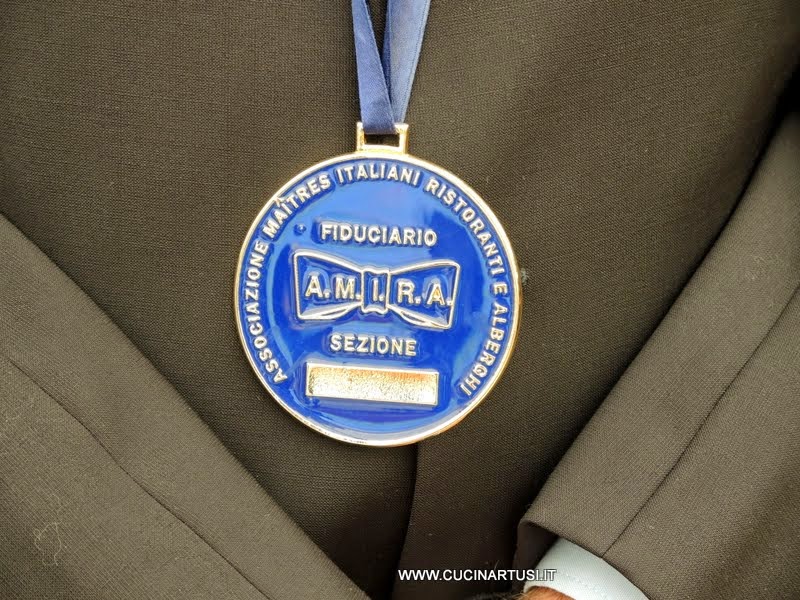 ASSOCIAZIONE MAÎTRES ITALIANI RISTORANTI E ALBERGHI
FIDUCIARIO
A.M.I.R.A.
SEZIONE
WWW.CUCINARTUSI.IT